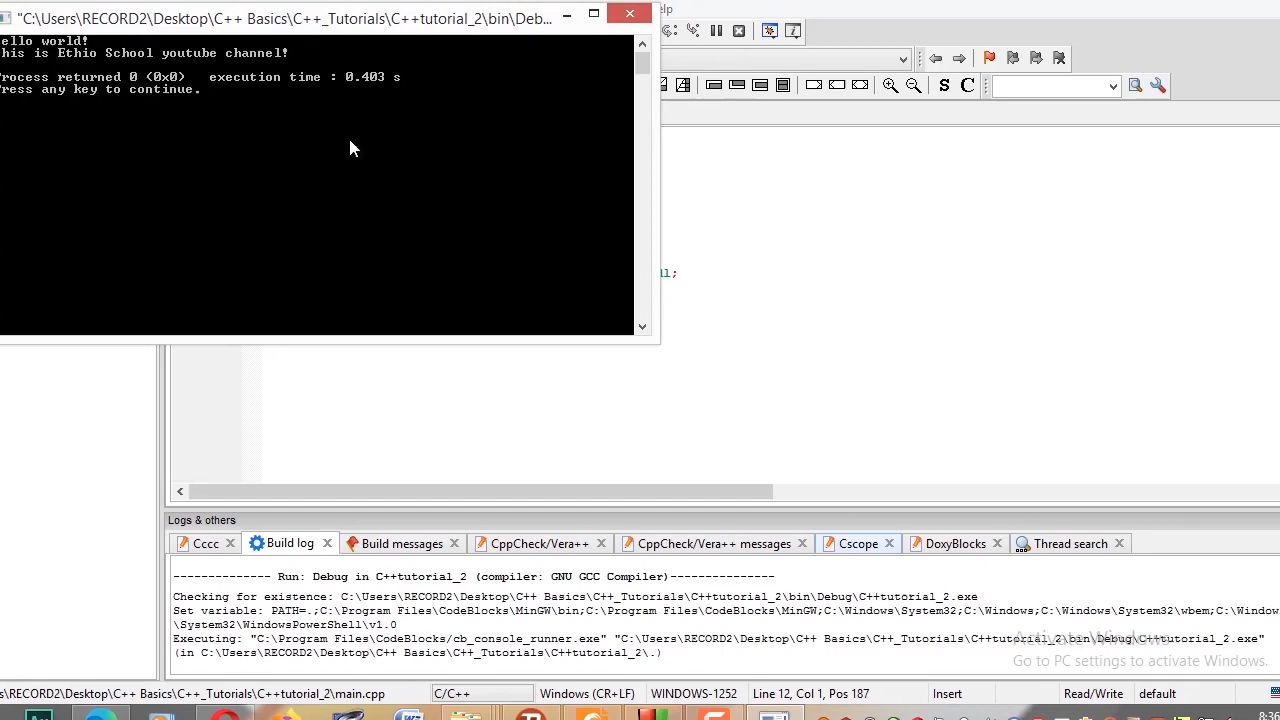 "C:\Users\RECORD2\Desktop\C++ Basics\C++_Tutorials\C++tutorial_2\bin\Deb...
elp
ello world!
his is Ethio School youtube channel!
rocess returned 0 (0x0)   execution time : 0.403 s
ress any key to continue.
S C
;
Logs & others
Cccc
Build log
Build messages
CppCheck/Vera++
CppCheck/Vera++ messages
Cscope
DoxyBlocks
Thread search
-------------- Run: Debug in C++tutorial_2 (compiler: GNU GCC Compiler)---------------
Checking for existence: C:\Users\RECORD2\Desktop\C++ Basics\C++_Tutorials\C++tutorial_2\bin\Debug\C++tutorial_2.exe
Set variable: PATH=.;C:\Program Files\CodeBlocks\MinGW\bin;C:\Program Files\CodeBlocks\MinGW;C:\Windows\System32;C:\Windows;C:\Windows\System32\wbem;C:\Window
\System32\WindowsPowerShell\v1.0
Executing: "C:\Program Files\CodeBlocks/cb_console_runner.exe" "C:\Users\RECORD2\Desktop\C++ Basics\C++_Tutorials\C++tutorial_2\bin\Debug\C++tutorial_2.exe"
(in C:\Users\RECORD2\Desktop\C++ Basics\C++_Tutorials\C++tutorial_2\.)
Activate Windows
Go to PC settings to activate Windows.
s\RECORD2\Desktop\C++ Basics\C++_Tutorials\C++tutorial_2\main.cpp
C/C++
Windows (CR+LF)
WINDOWS-1252
Line 12, Col 1, Pos 187
Insert
Read/Write
default